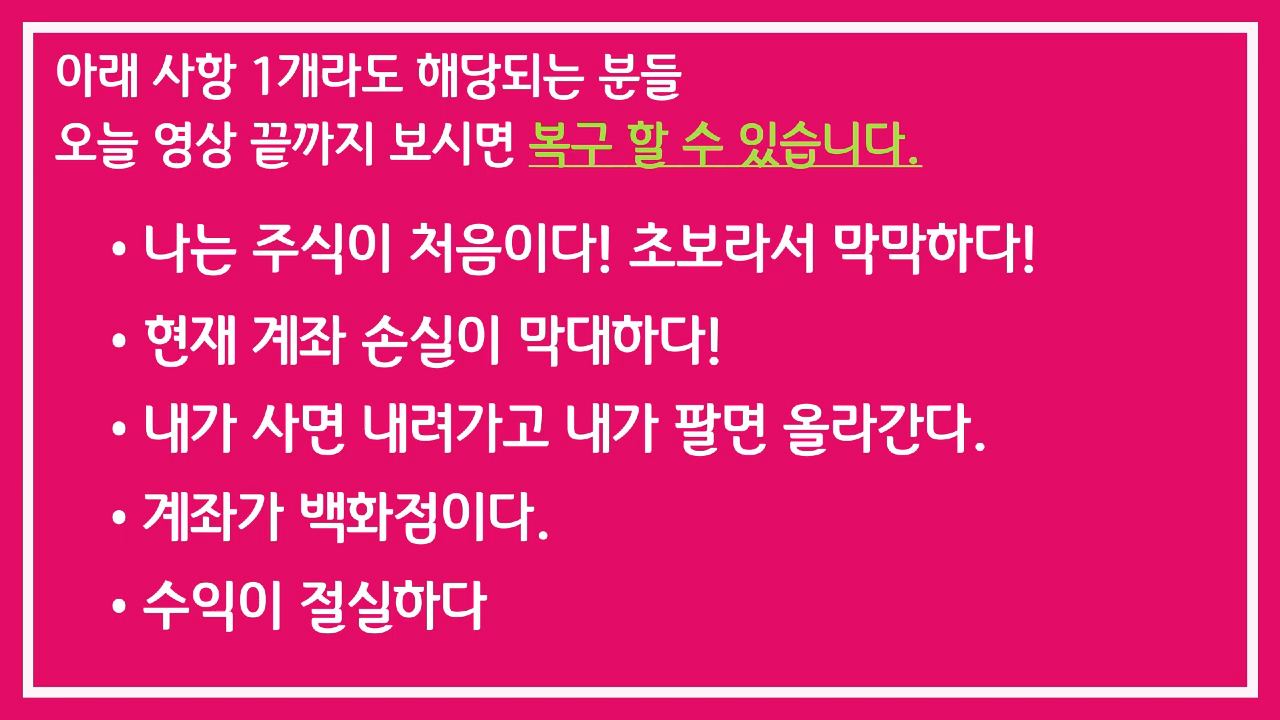 아래 사항 1개라도 해당되는 분들
오늘 영상 끝까지 보시면 복구 할 수 있습니다.
• 나는 주식이 처음이다! 초보라서 막막하다!
• 현재 계좌 손실이 막대하다!
• 내가 사면 내려가고 내가 팔면 올라간다.
• 계좌가 백화점이다.
• 수익이 절실하다